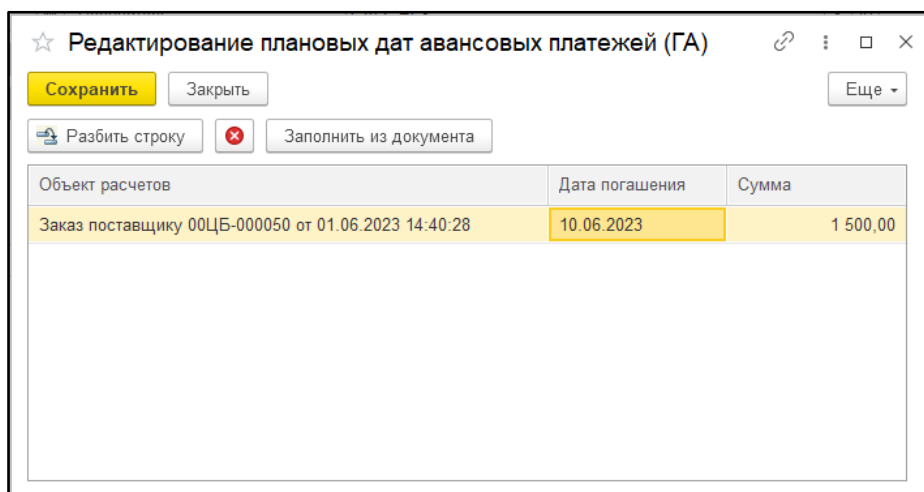 Редактирование плановых дат авансовых платежей (ГА)
Сохранить Закрыть Еще
Разбить строку Заполнить из документа
Объект расчетов Дата погашения Сумма
Заказ поставщику 00ЦБ-000050 от 01.06.2023 14:40:28 10.06.2023 1 500,00